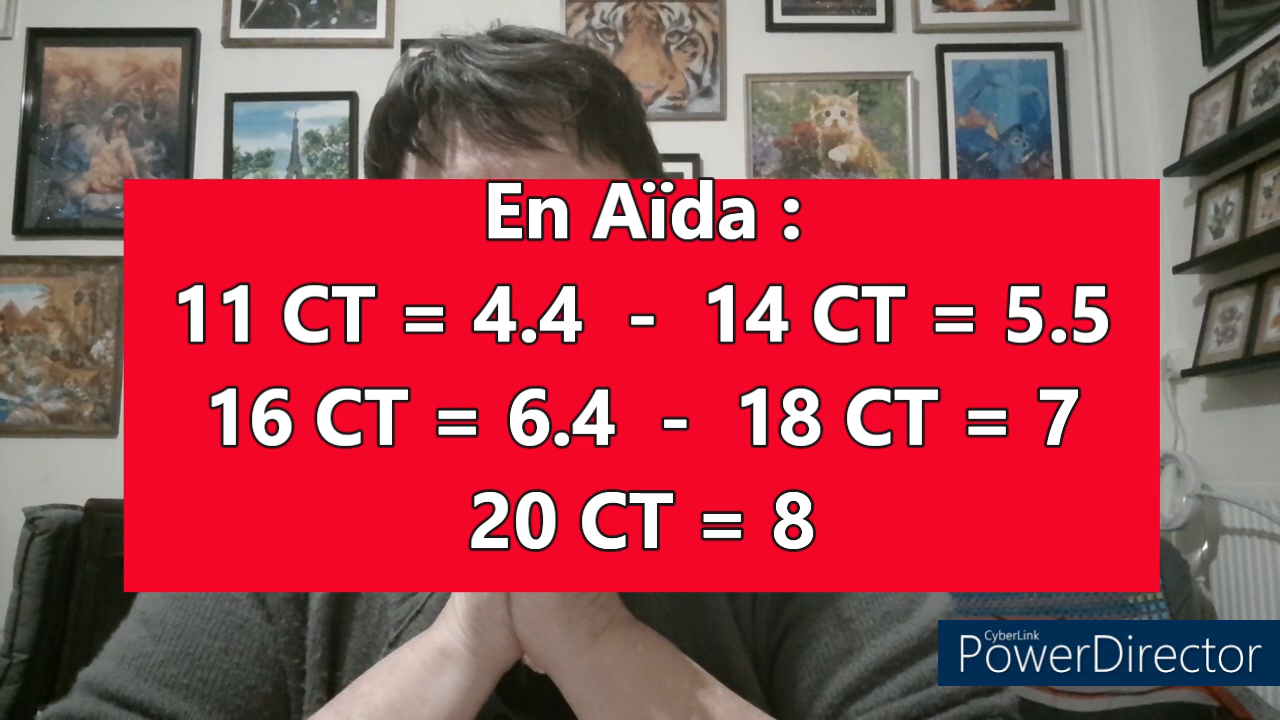 En Aïda :
11 CT = 4.4 - 14 CT = 5.5
16 CT = 6.4 - 18 CT = 7
20 CT = 8
CyberLink
PowerDirector